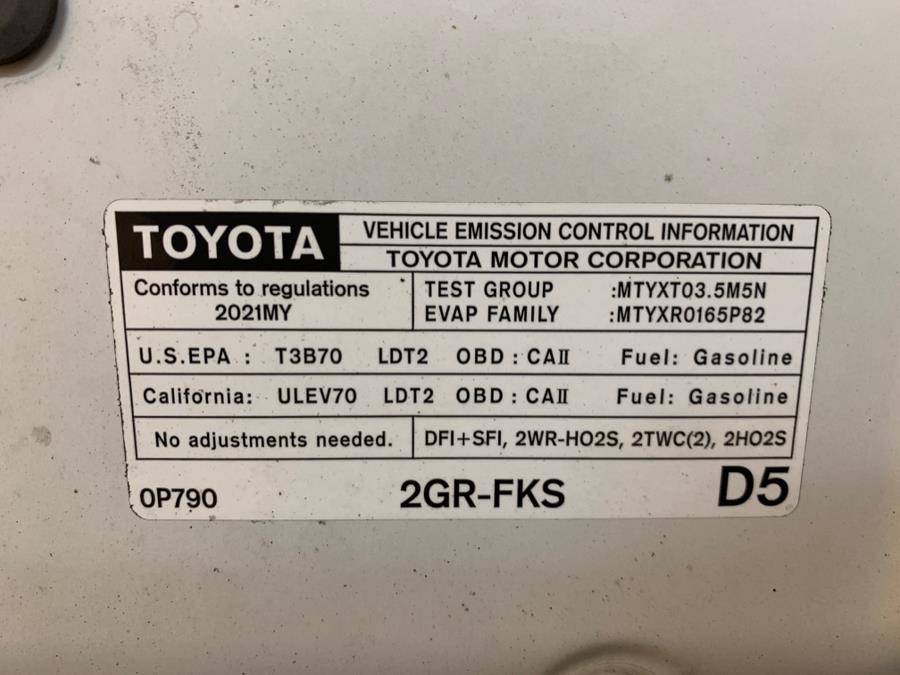 TOYOTA
VEHICLE EMISSION CONTROL INFORMATION
TOYOTA MOTOR CORPORATION
Conforms to regulations
2021MY
TEST GROUP :MTYXT03.5M5N
EVAP FAMILY :MTYXR0165P82
U.S.EPA : T3B70 LDT2 OBD : CAII Fuel: Gasoline
California: ULEV70 LDT2 OBD : CAII Fuel: Gasoline
No adjustments needed.
DFI+SFI, 2WR-HO2S, 2TWC(2), 2HO2S
0P790 2GR-FKS D5